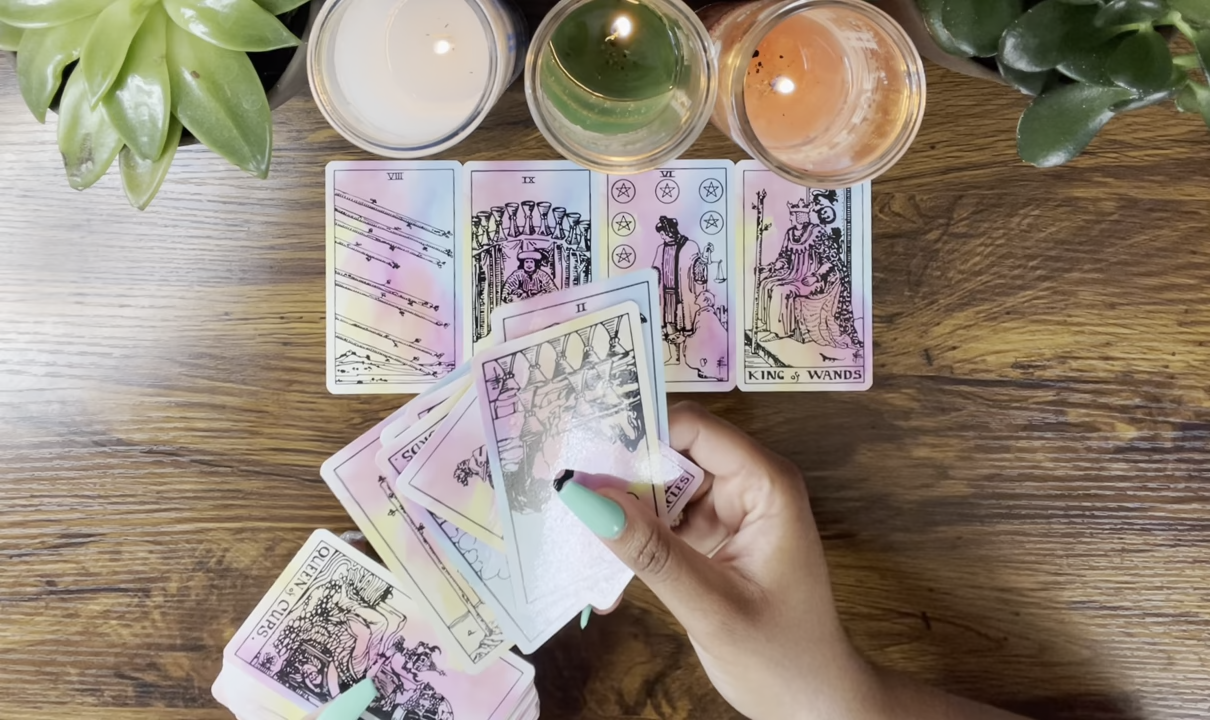 VIII
IX
VI
KING of WANDS
II
QUEEN of CUPS.